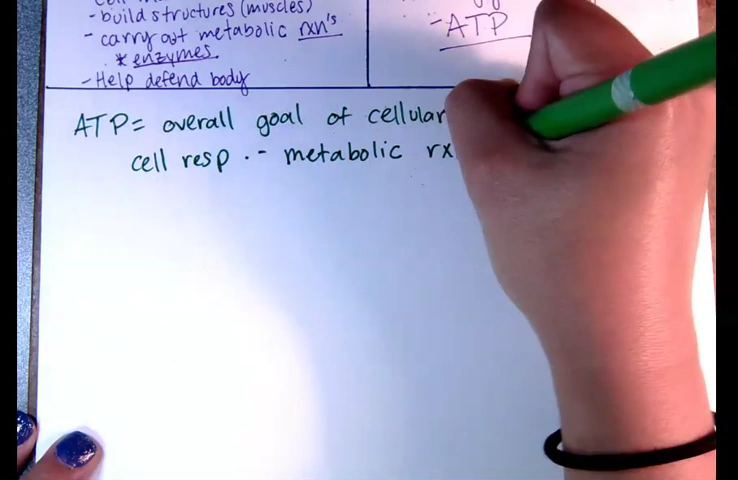 - build structures (muscles)
- carry out metabolic rxn's
* enzymes
- Help defend body
- ATP
ATP = overall goal of cellular
cell resp. - metabolic rx